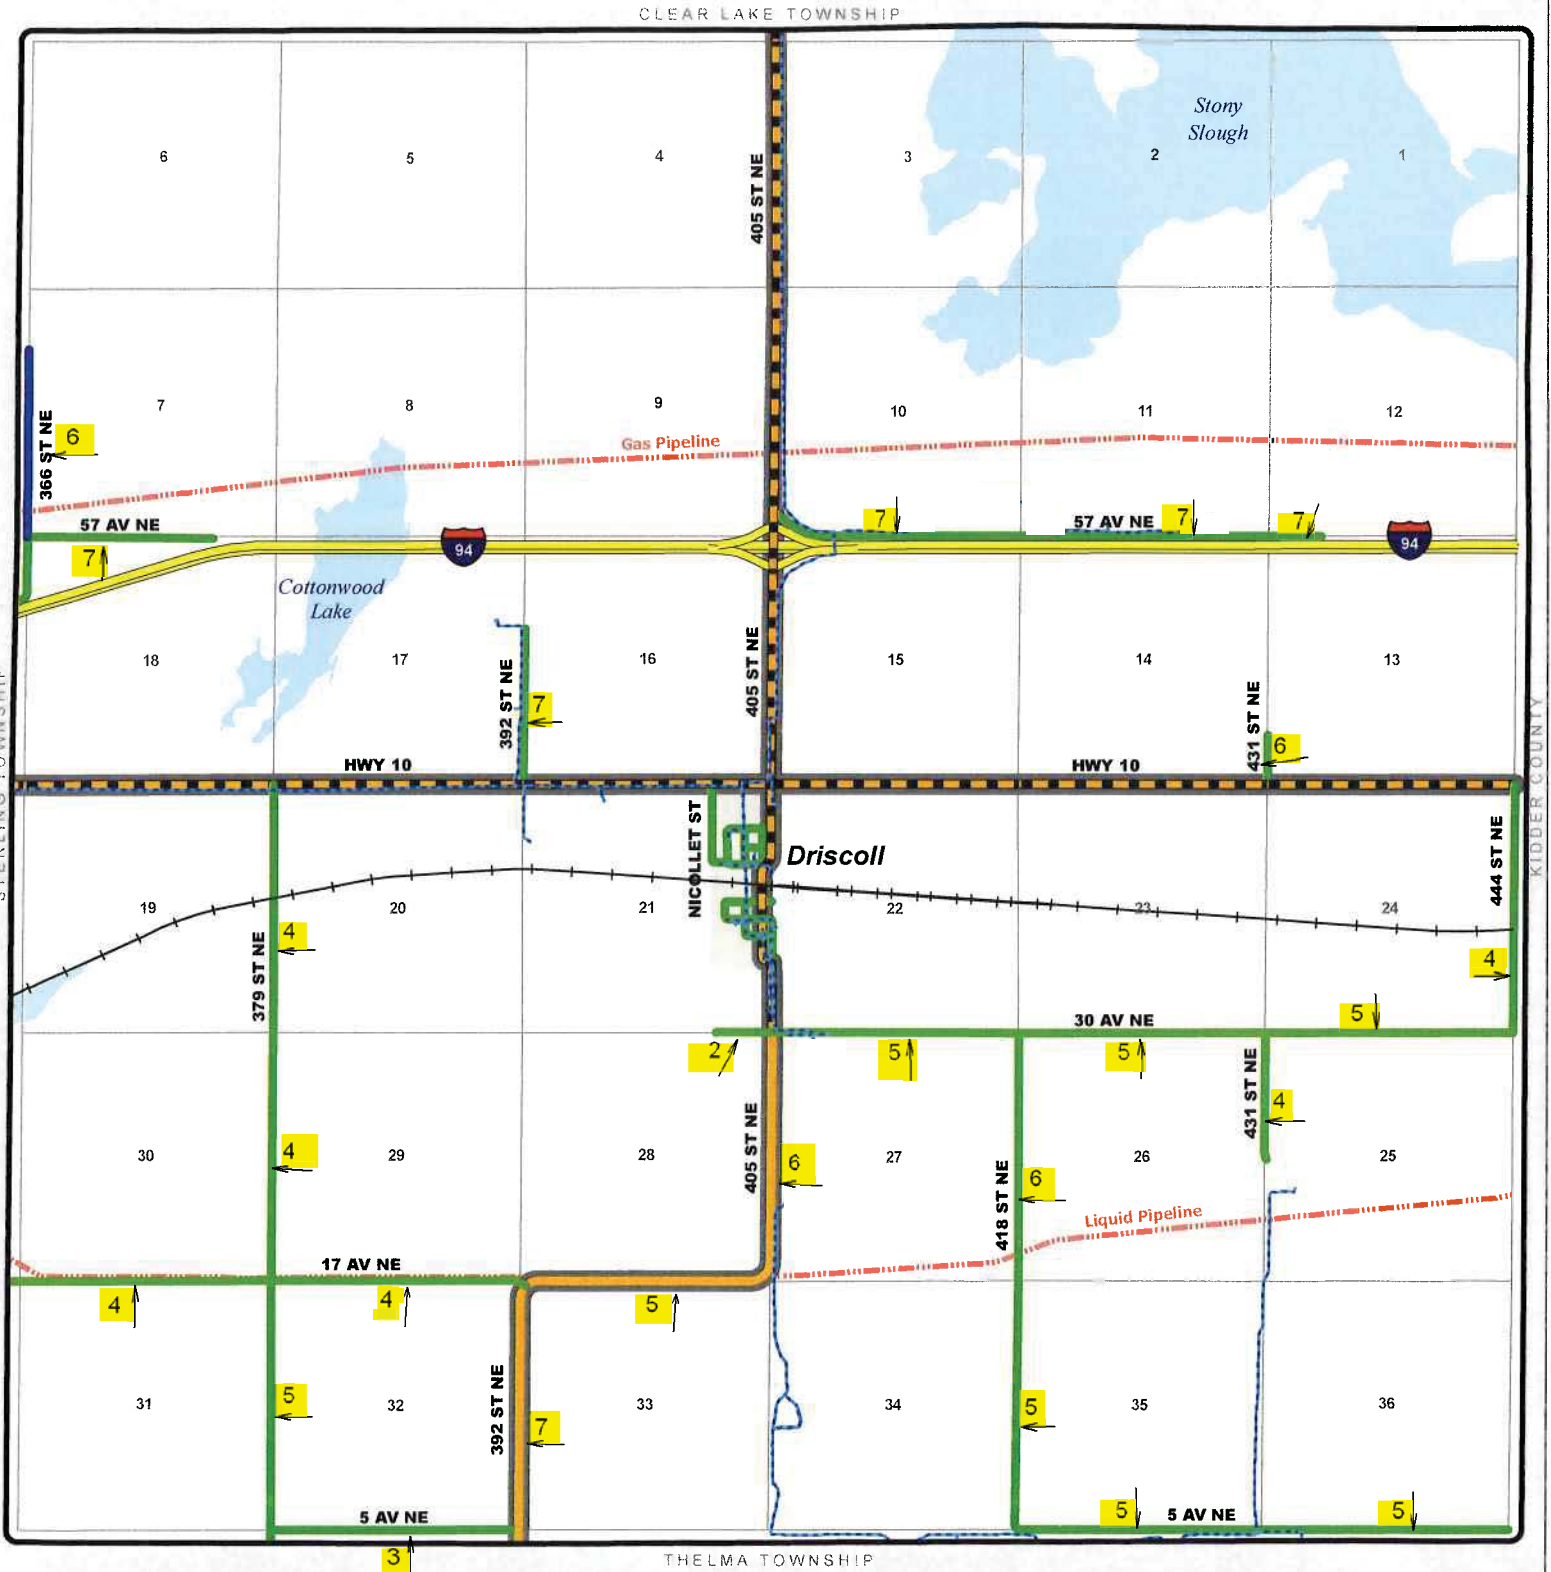 CLEAR LAKE TOWNSHIP
Stony
Slough
6
5
4
3
2
1
405 ST NE
7
8
9
10
11
12
366 ST NE
6
Gas Pipeline
57 AV NE
7
94
7
57 AV NE
7
7
94
Cottonwood
Lake
18
17
16
15
14
13
392 ST NE
7
405 ST NE
431 ST NE
6
HWY 10
HWY 10
KIDDER COUNTY
NICOLLET ST
Driscoll
444 ST NE
19
20
21
22
23
24
379 ST NE
4
4
30 AV NE
5
2
5
5
431 ST NE
4
30
29
28
27
26
25
4
405 ST NE
6
418 ST NE
6
Liquid Pipeline
17 AV NE
4
4
5
31
32
33
34
35
36
5
392 ST NE
7
5
5 AV NE
3
5
5 AV NE
5
THELMA TOWNSHIP